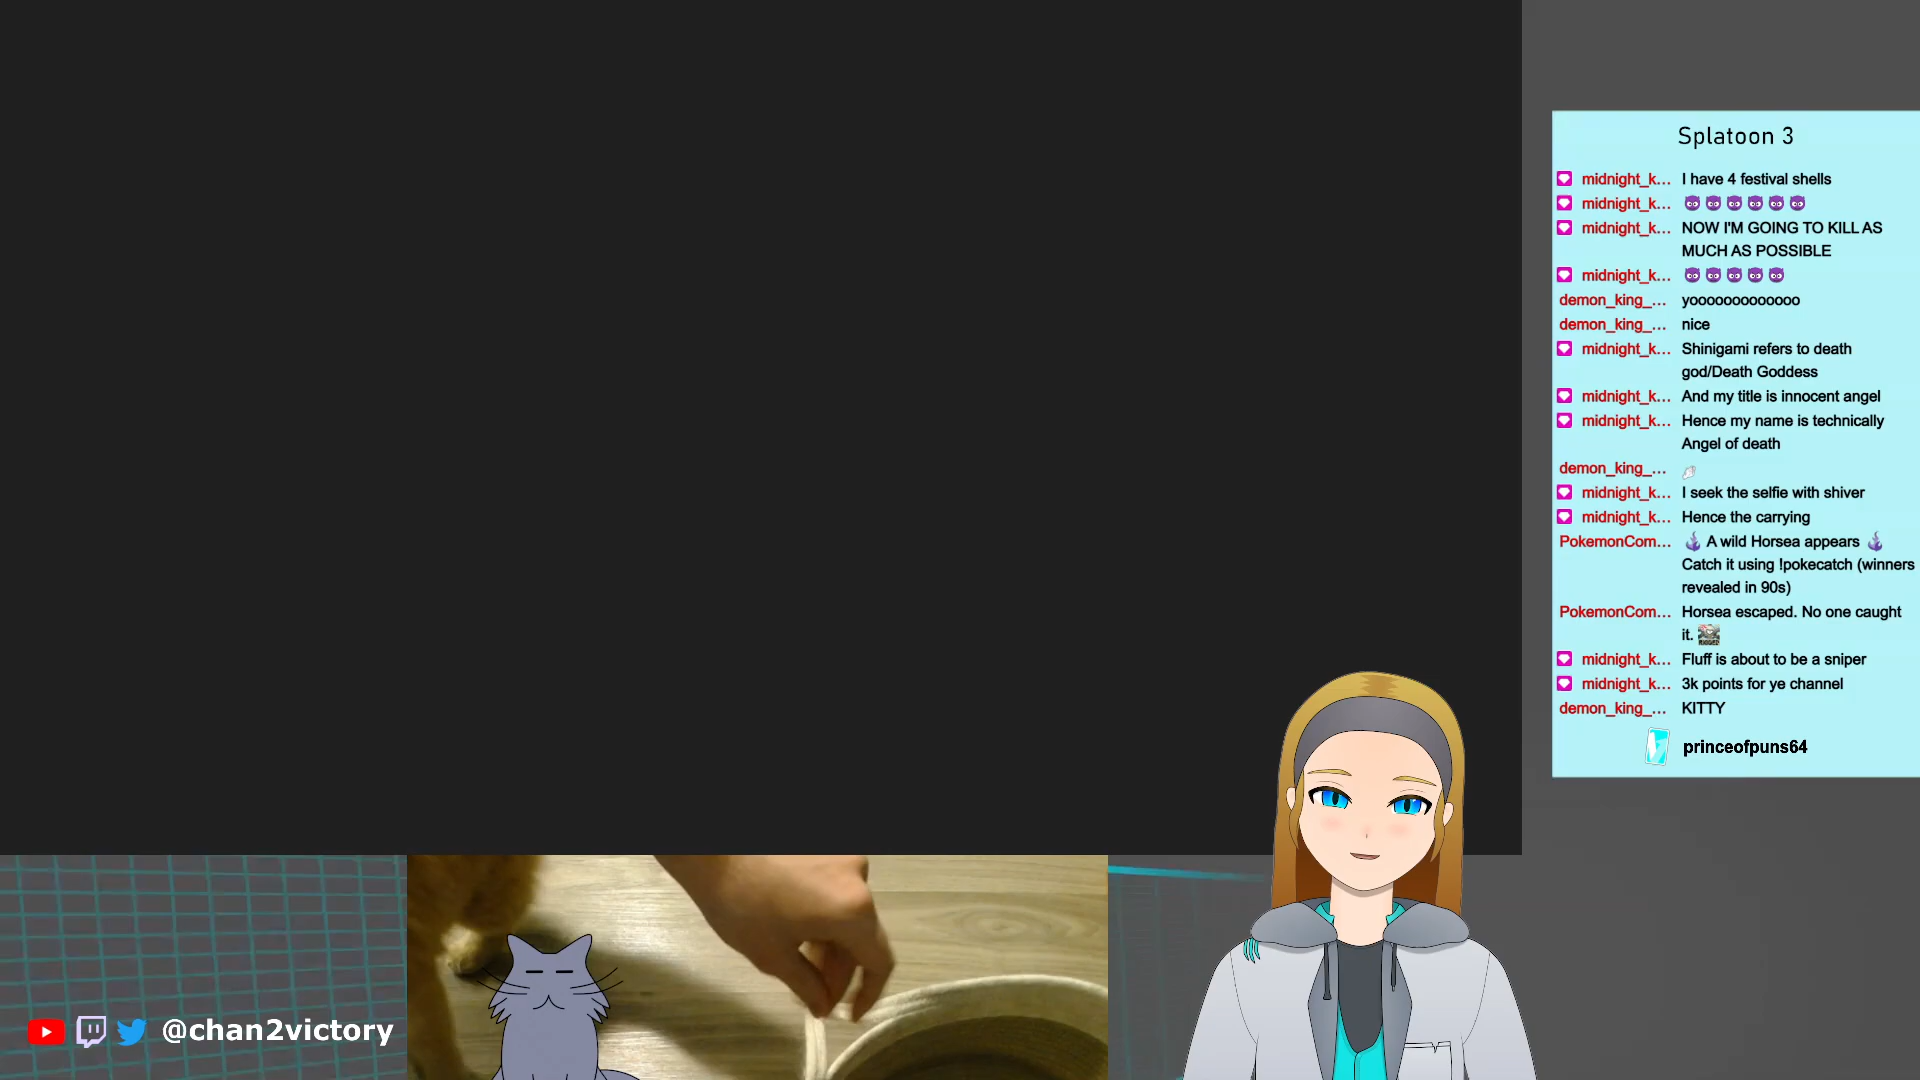 Splatoon 3
midnight_k... I have 4 festival shells
midnight_k...
midnight_k... NOW I'M GOING TO KILL AS
MUCH AS POSSIBLE
midnight_k...
demon_king_... yooooooooooooo
demon_king_... nice
midnight_k... Shinigami refers to death
god/Death Goddess
midnight_k... And my title is innocent angel
midnight_k... Hence my name is technically
Angel of death
demon_king_...
midnight_k... I seek the selfie with shiver
midnight_k... Hence the carrying
PokemonCom... A wild Horsea appears
Catch it using !pokecatch (winners
revealed in 90s)
PokemonCom... Horsea escaped. No one caught
it.
midnight_k... Fluff is about to be a sniper
midnight_k... 3k points for ye channel
demon_king_... KITTY
princeofpuns64
@chan2victory